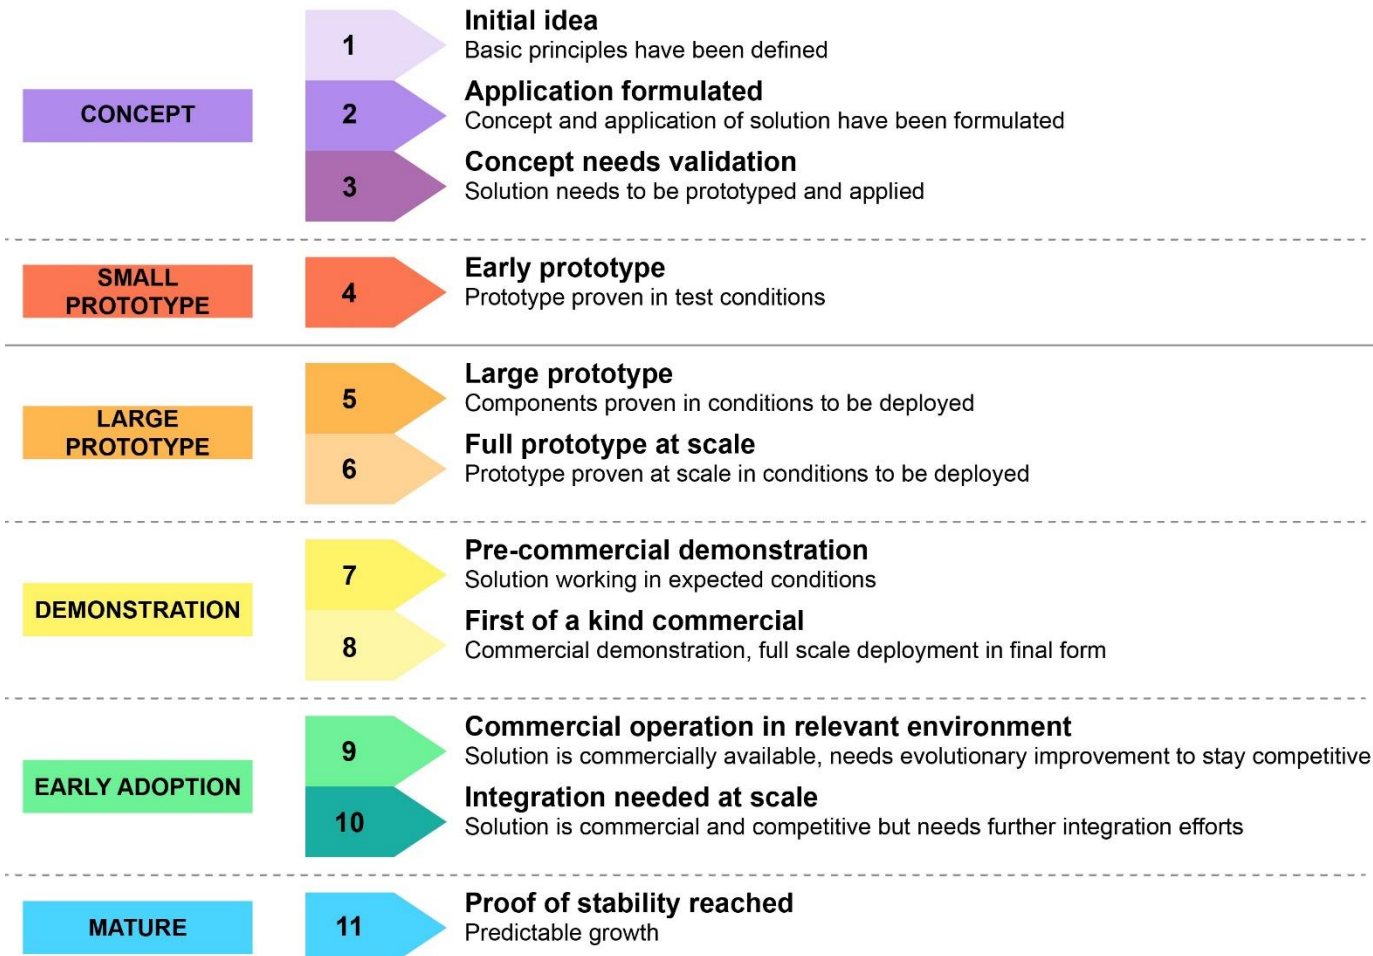 CONCEPT
1
Initial idea
Basic principles have been defined
2
Application formulated
Concept and application of solution have been formulated
3
Concept needs validation
Solution needs to be prototyped and applied
SMALL
PROTOTYPE
4
Early prototype
Prototype proven in test conditions
LARGE
PROTOTYPE
5
Large prototype
Components proven in conditions to be deployed
6
Full prototype at scale
Prototype proven at scale in conditions to be deployed
DEMONSTRATION
7
Pre-commercial demonstration
Solution working in expected conditions
8
First of a kind commercial
Commercial demonstration, full scale deployment in final form
EARLY ADOPTION
9
Commercial operation in relevant environment
Solution is commercially available, needs evolutionary improvement to stay competitive
10
Integration needed at scale
Solution is commercial and competitive but needs further integration efforts
MATURE
11
Proof of stability reached
Predictable growth